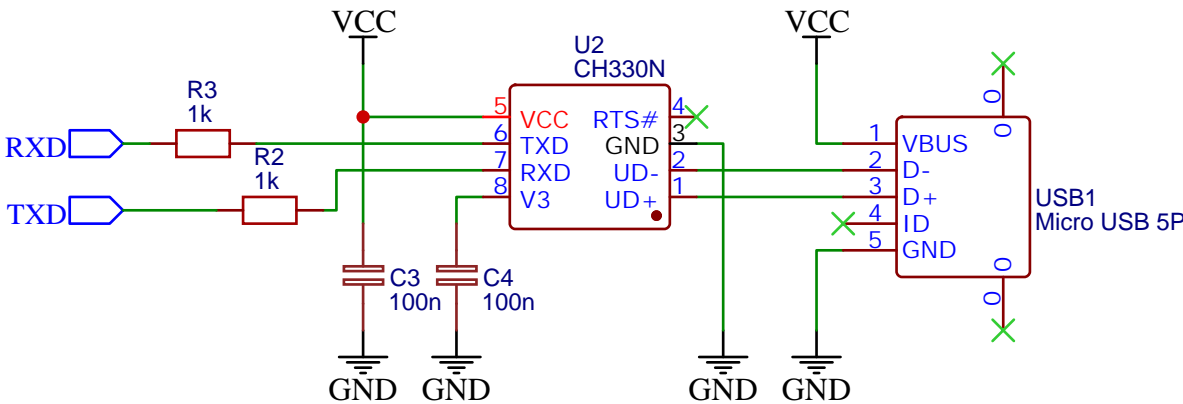 VCC
VCC
U2
CH330N
R3
1k
RXD
R2
1k
TXD
5
VCC
6
TXD
7
RXD
8
V3
RTS#
4
GND
3
UD-
2
UD+
1
1
VBUS
2
D-
3
D+
4
ID
5
GND
0
0
0
0
USB1
Micro USB 5P
C3
100n
C4
100n
GND
GND
GND
GND